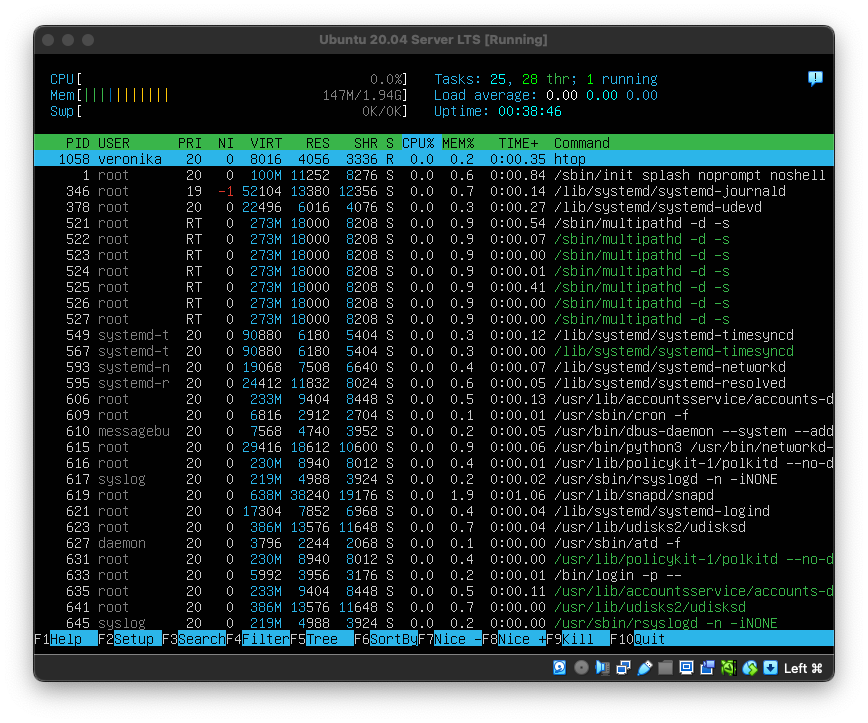 Ubuntu 20.04 Server LTS [Running]
CPU[ 0.0%] Tasks: 25, 28 thr; 1 running
Mem[||||||||||| 147M/1.94G] Load average: 0.00 0.00 0.00
Swp[ 0K/0K] Uptime: 00:38:46
PID USER PRI NI VIRT RES SHR S CPU% MEM% TIME+ Command
1058 veronika 20 0 8016 4056 3336 R 0.0 0.2 0:00.35 htop
1 root 20 0 100M 11252 8276 S 0.0 0.6 0:00.84 /sbin/init splash noprompt noshell
346 root 19 -1 52104 13380 12356 S 0.0 0.7 0:00.14 /lib/systemd/systemd-journald
378 root 20 0 22496 6016 4076 S 0.0 0.3 0:00.27 /lib/systemd/systemd-udevd
521 root RT 0 273M 18000 8208 S 0.0 0.9 0:00.54 /sbin/multipathd -d -s
522 root RT 0 273M 18000 8208 S 0.0 0.9 0:00.07 /sbin/multipathd -d -s
523 root RT 0 273M 18000 8208 S 0.0 0.9 0:00.00 /sbin/multipathd -d -s
524 root RT 0 273M 18000 8208 S 0.0 0.9 0:00.01 /sbin/multipathd -d -s
525 root RT 0 273M 18000 8208 S 0.0 0.9 0:00.41 /sbin/multipathd -d -s
526 root RT 0 273M 18000 8208 S 0.0 0.9 0:00.00 /sbin/multipathd -d -s
527 root RT 0 273M 18000 8208 S 0.0 0.9 0:00.00 /sbin/multipathd -d -s
549 systemd-t 20 0 90880 6180 5404 S 0.0 0.3 0:00.12 /lib/systemd/systemd-timesyncd
567 systemd-t 20 0 90880 6180 5404 S 0.0 0.3 0:00.00 /lib/systemd/systemd-timesyncd
593 systemd-n 20 0 19068 7508 6640 S 0.0 0.4 0:00.07 /lib/systemd/systemd-networkd
595 systemd-r 20 0 24412 11832 8024 S 0.0 0.6 0:00.05 /lib/systemd/systemd-resolved
606 root 20 0 233M 9404 8448 S 0.0 0.5 0:00.13 /usr/lib/accountsservice/accounts-d
609 root 20 0 6816 2912 2704 S 0.0 0.1 0:00.01 /usr/sbin/cron -f
610 messagebu 20 0 7568 4740 3952 S 0.0 0.2 0:00.05 /usr/bin/dbus-daemon --system --add
615 root 20 0 29416 18612 10600 S 0.0 0.9 0:00.06 /usr/bin/python3 /usr/bin/networkd-
616 root 20 0 230M 8940 8012 S 0.0 0.4 0:00.01 /usr/lib/policykit-1/polkitd --no-d
617 syslog 20 0 219M 4988 3924 S 0.0 0.2 0:00.02 /usr/sbin/rsyslogd -n -iNONE
619 root 20 0 638M 38240 19176 S 0.0 1.9 0:01.06 /usr/lib/snapd/snapd
621 root 20 0 17304 7852 6968 S 0.0 0.4 0:00.04 /lib/systemd/systemd-logind
623 root 20 0 386M 13576 11648 S 0.0 0.7 0:00.04 /usr/lib/udisks2/udisksd
627 daemon 20 0 3796 2244 2068 S 0.0 0.1 0:00.00 /usr/sbin/atd -f
631 root 20 0 230M 8940 8012 S 0.0 0.4 0:00.00 /usr/lib/policykit-1/polkitd --no-d
633 root 20 0 5992 3956 3176 S 0.0 0.2 0:00.01 /bin/login -p --
635 root 20 0 233M 9404 8448 S 0.0 0.5 0:00.11 /usr/lib/accountsservice/accounts-d
641 root 20 0 386M 13576 11648 S 0.0 0.7 0:00.00 /usr/lib/udisks2/udisksd
645 syslog 20 0 219M 4988 3924 S 0.0 0.2 0:00.00 /usr/sbin/rsyslogd -n -iNONE
F1Help F2Setup F3SearchF4FilterF5Tree F6SortByF7Nice -F8Nice +F9Kill F10Quit
Left ⌘